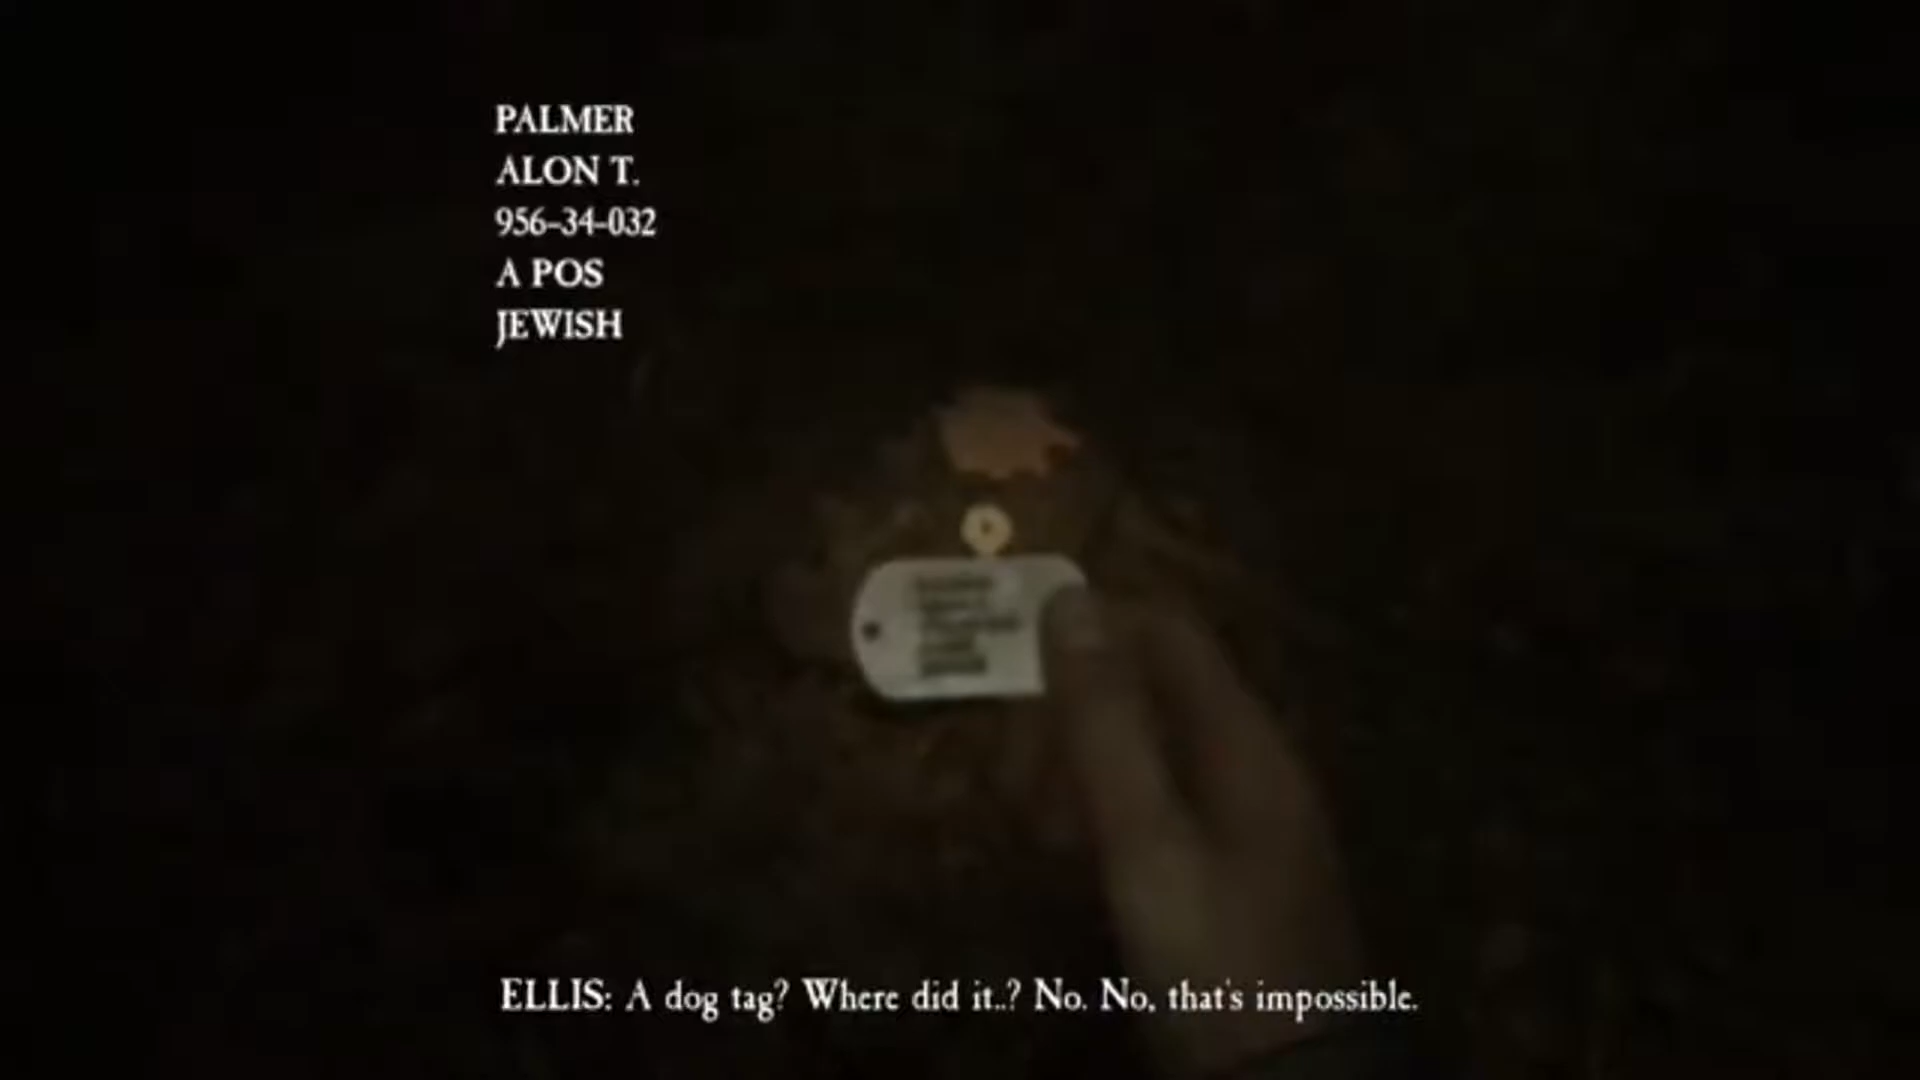 PALMER
ALON T.
956-34-032
A POS
JEWISH
ELLIS: A dog tag? Where did it..? No. No, that's impossible.